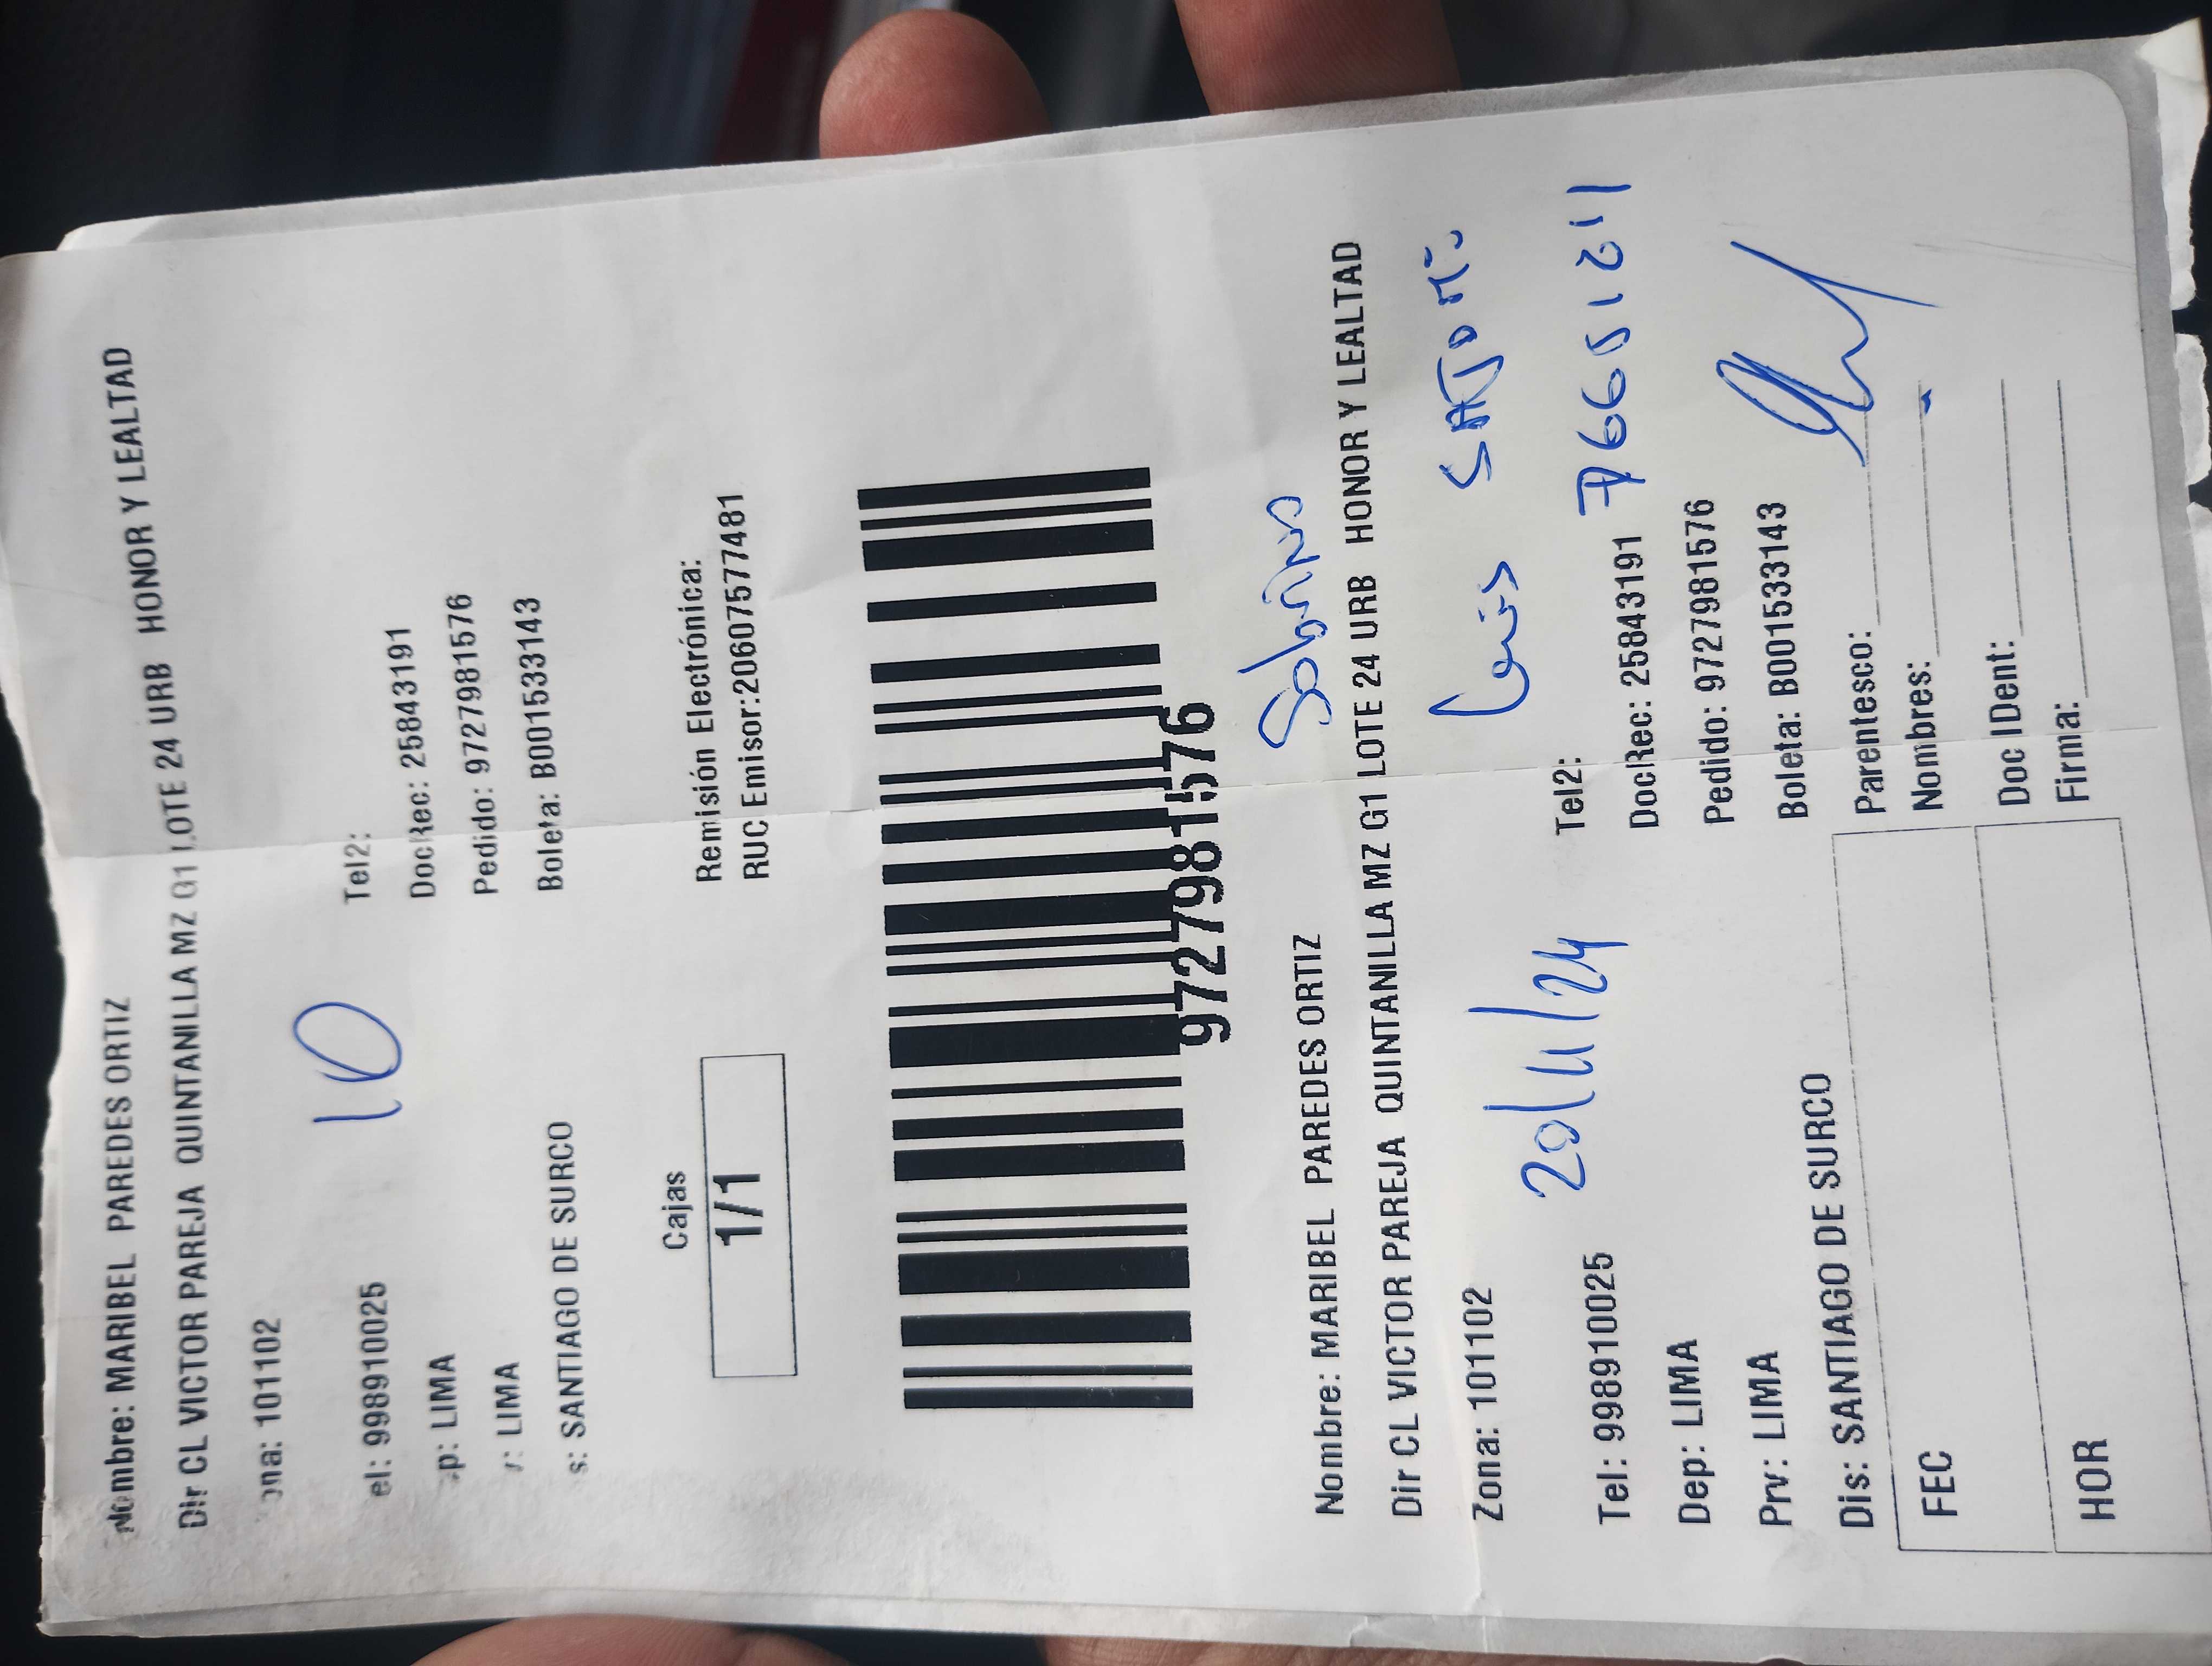 Nombre: MARIBEL PAREDES ORTIZ
Dir CL VICTOR PAREJA QUINTANILLA MZ G1 LOTE 24 URB HONOR Y LEALTAD
ona: 101102
10
el: 998910025
Tel2:
ep: LIMA
DocRec: 25843191
v: LIMA
Pedido: 9727981576
s: SANTIAGO DE SURCO
Boleta: B001533143
Cajas
1/1
Remisión Electrónica:
RUC Emisor:20607577481
9727981576
Sobrino
Nombre: MARIBEL PAREDES ORTIZ
Dir CL VICTOR PAREJA QUINTANILLA MZ G1 LOTE 24 URB HONOR Y LEALTAD
Zona: 101102
Luis
20/11/24
Tel: 998910025
Tel2:
76651211
Dep: LIMA
DocRec: 25843191
Prv: LIMA
Pedido: 9727981576
Dis: SANTIAGO DE SURCO
Boleta: B001533143
FEC
Parentesco:
Nombres:
HOR
Doc IDent:
Firma: